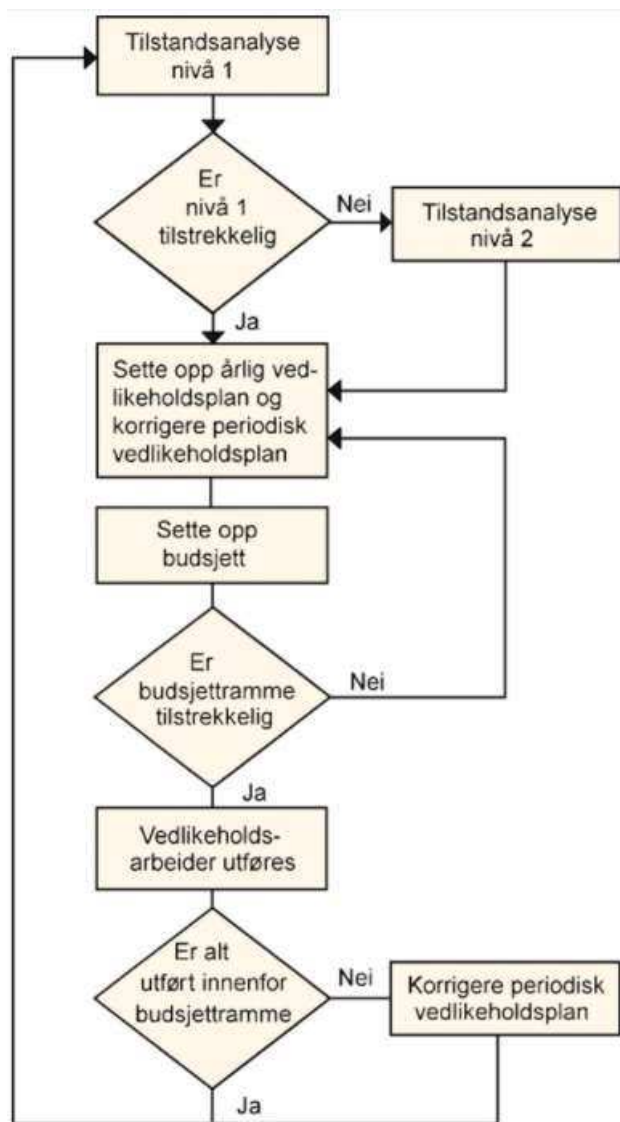 Tilstandsanalyse
nivå 1
Er
nivå 1
tilstrekkelig
Nei
Tilstandsanalyse
nivå 2
Ja
Sette opp årlig ved-
likeholdsplan og
korrigere periodisk
vedlikeholdsplan
Sette opp
budsjett
Er
budsjettramme
tilstrekkelig
Nei
Ja
Vedlikeholds-
arbeider utføres
Er alt
utført innenfor
budsjettramme
Nei
Korrigere periodisk
vedlikeholdsplan
Ja